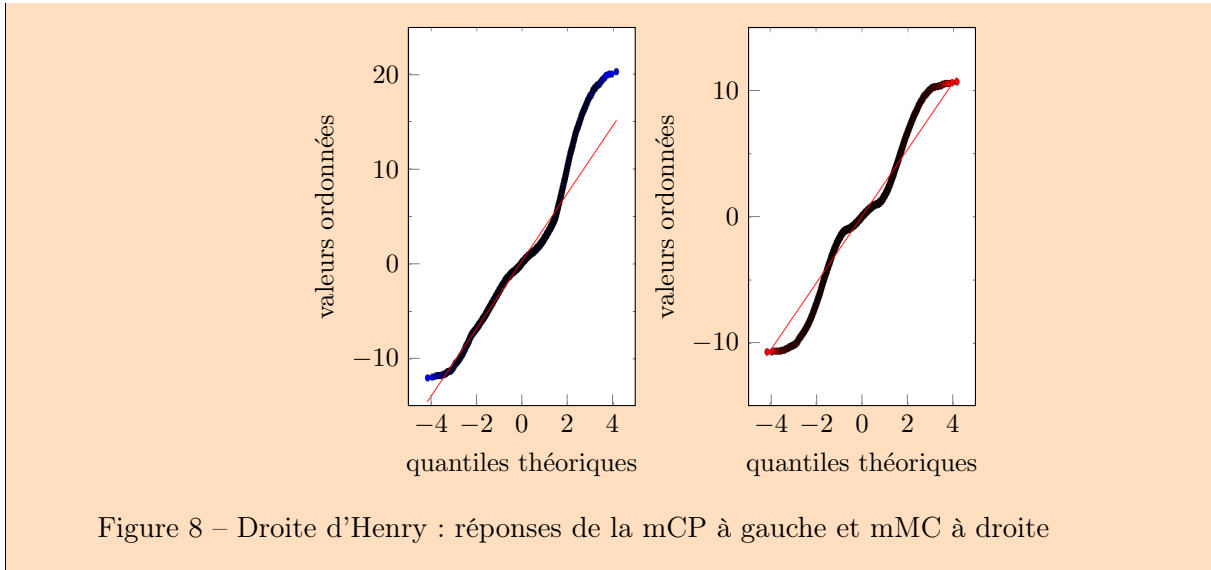 20
10
0
−10
−4 −2 0 2 4
valeurs ordonnées
quantiles théoriques
10
0
−10
−4 −2 0 2 4
valeurs ordonnées
quantiles théoriques
Figure 8 – Droite d'Henry : réponses de la mCP à gauche et mMC à droite